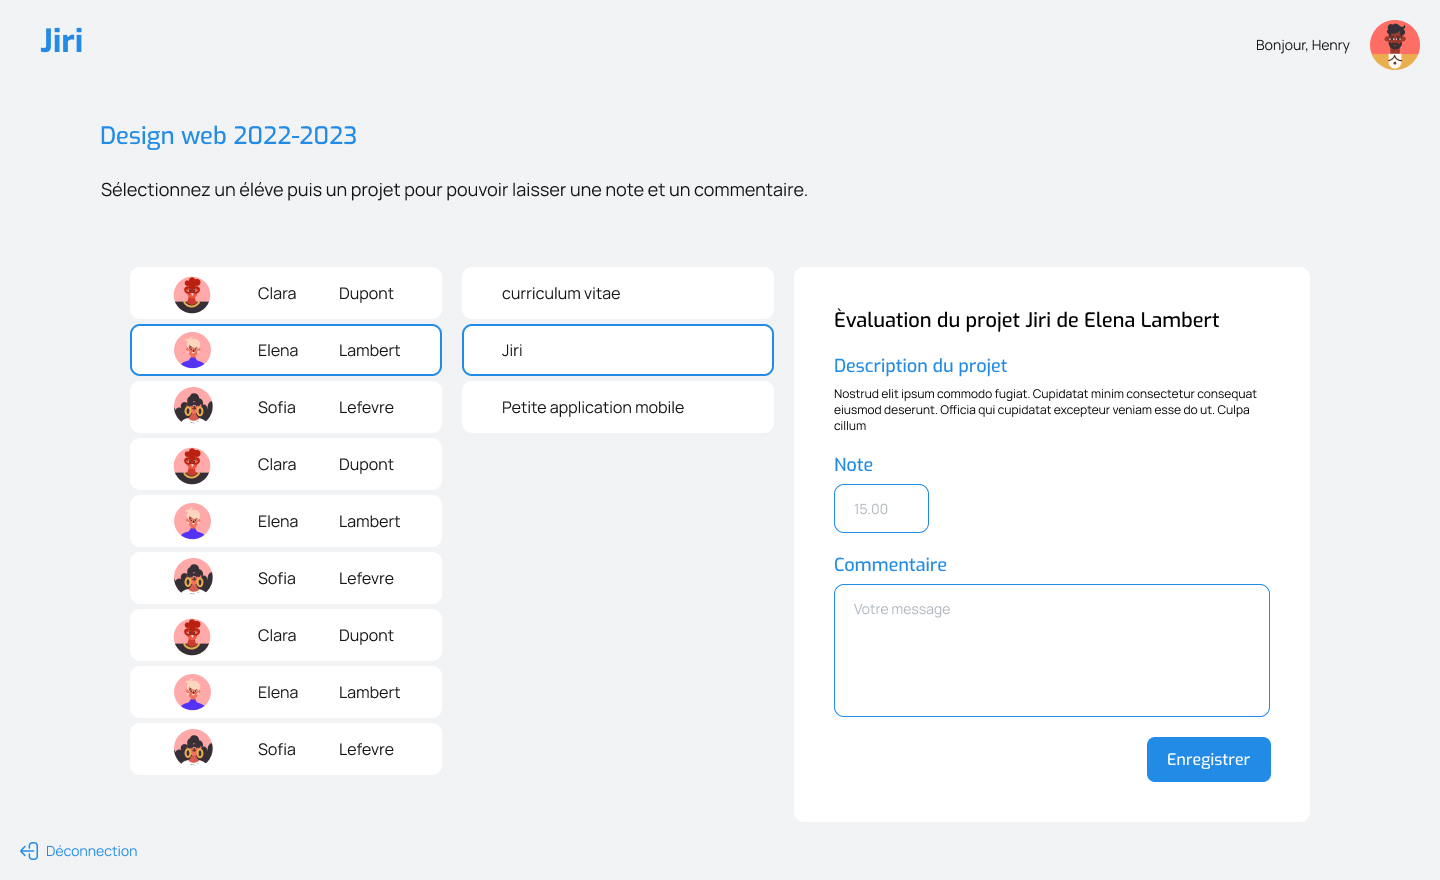 Jiri
Bonjour, Henry
Design web 2022-2023
Sélectionnez un éléve puis un projet pour pouvoir laisser une note et un commentaire.
Clara Dupont
Elena Lambert
Sofia Lefevre
Clara Dupont
Elena Lambert
Sofia Lefevre
Clara Dupont
Elena Lambert
Sofia Lefevre
curriculum vitae
Jiri
Petite application mobile
Èvaluation du projet Jiri de Elena Lambert
Description du projet
Nostrud elit ipsum commodo fugiat. Cupidatat minim consectetur consequat
eiusmod deserunt. Officia qui cupidatat excepteur veniam esse do ut. Culpa
cillum
Note
15.00
Commentaire
Votre message
Enregistrer
Déconnection